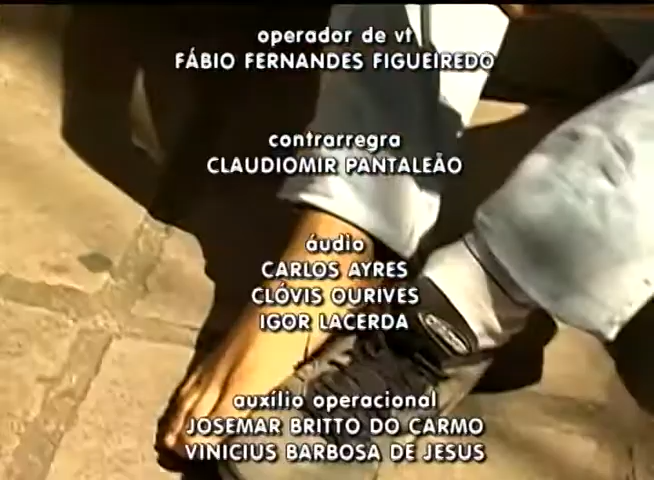 operador de vt
FÁBIO FERNANDES FIGUEIREDO
contrarregra
CLAUDIOMIR PANTALEÃO
áudio
CARLOS AYRES
CLÓVIS OURIVES
IGOR LACERDA
auxílio operacional
JOSEMAR BRITTO DO CARMO
VINICIUS BARBOSA DE JESUS